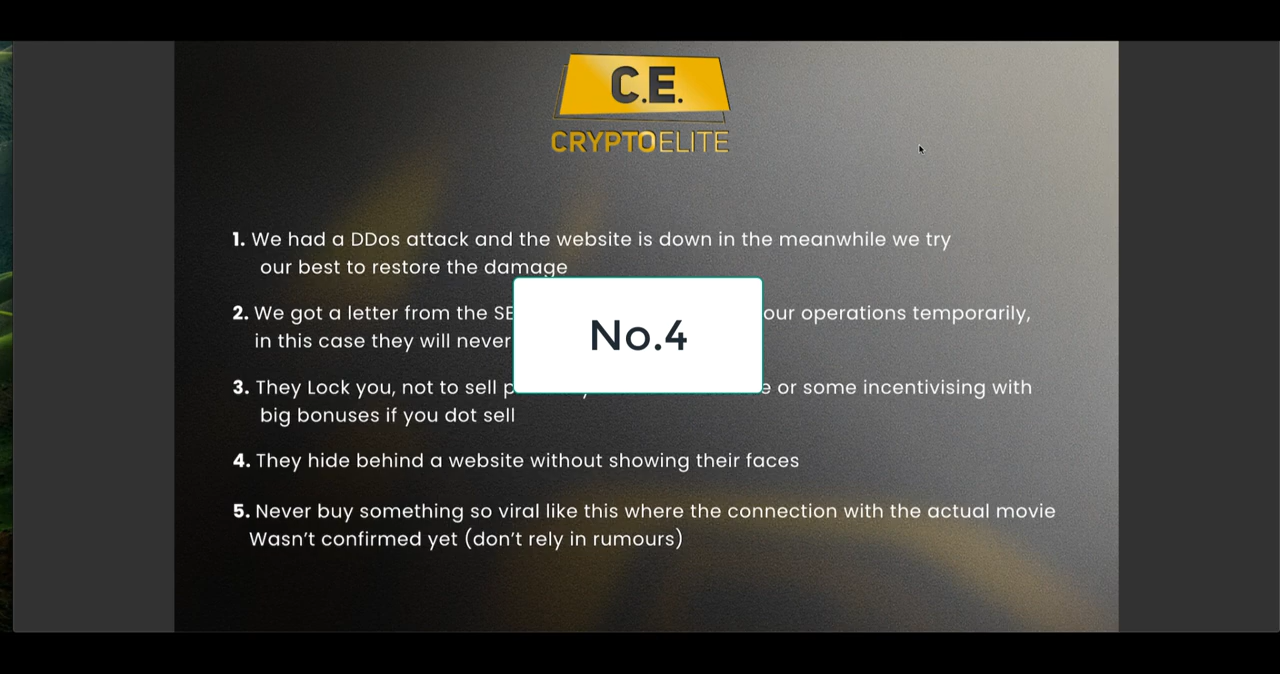 C.E.
CRYPTOELITE
1. We had a DDos attack and the website is down in the meanwhile we try
our best to restore the damage
2. We got a letter from the our operations temporarily,
in this case they will never
No.4
3. They Lock you, not to sell or some incentivising with
big bonuses if you dot sell
4. They hide behind a website without showing their faces
5. Never buy something so viral like this where the connection with the actual movie
Wasn't confirmed yet (don't rely in rumours)